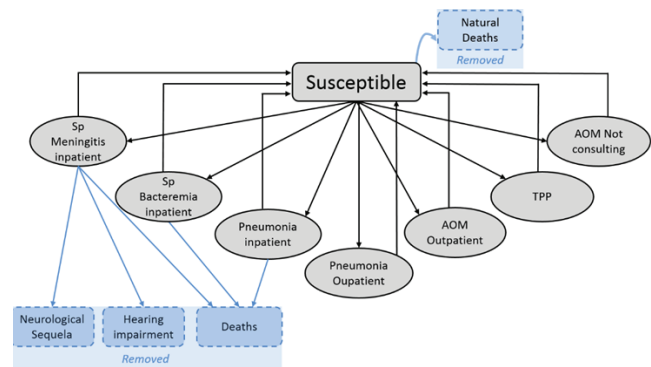 Natural
Deaths
Removed
Susceptible
Sp
Meningitis
inpatient
AOM Not
consulting
Sp
Bacteremia
inpatient
TPP
Pneumonia
inpatient
AOM
Outpatient
Pneumonia
Oupatient
Neurological
Sequela
Hearing
impairment
Deaths
Removed